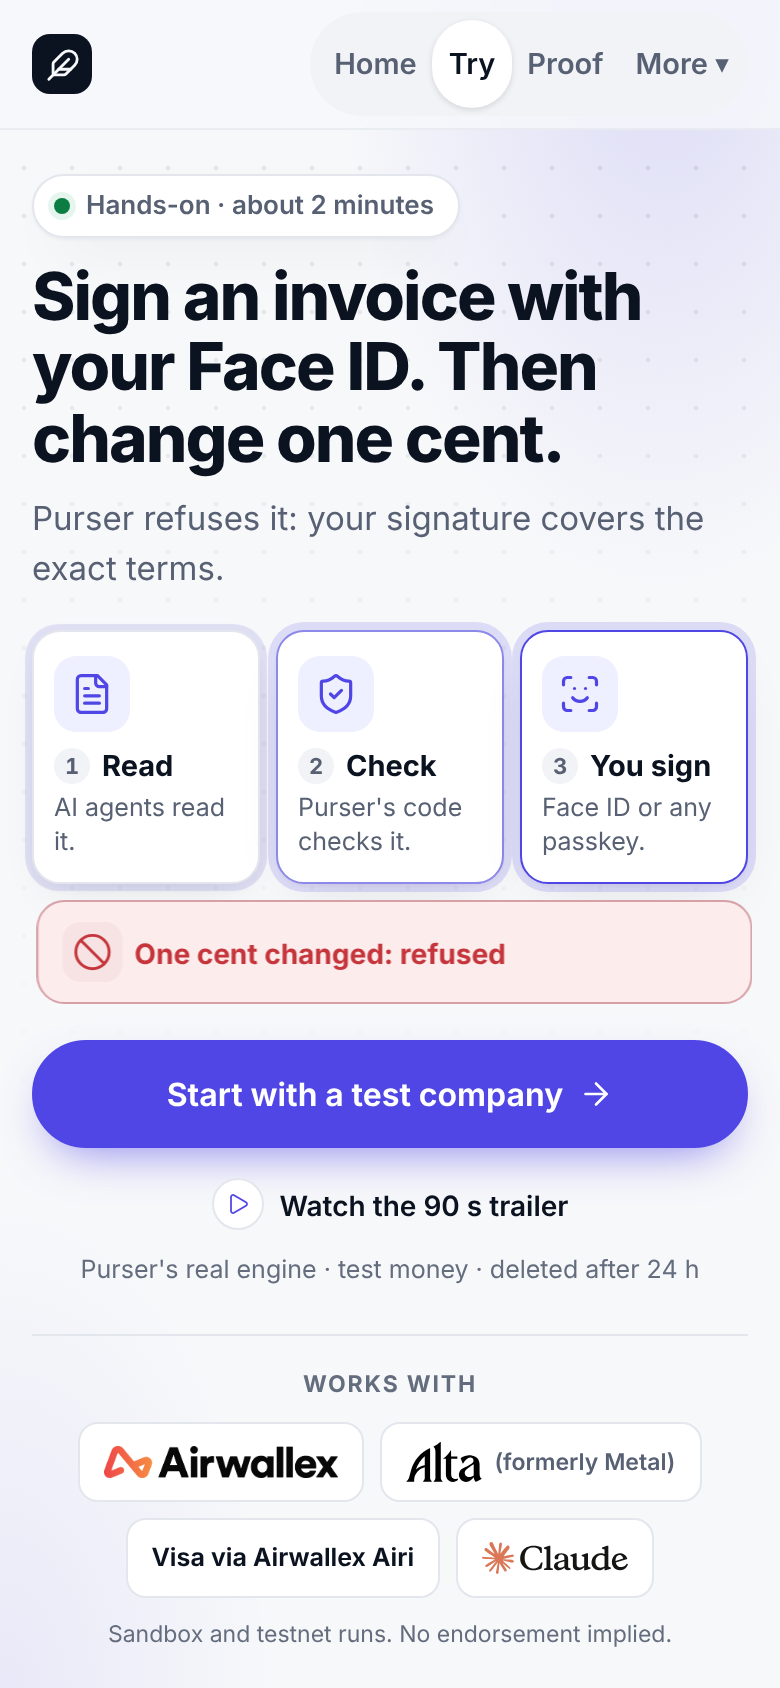 Home Try Proof More ▾
Hands-on · about 2 minutes
Sign an invoice with
your Face ID. Then
change one cent.
Purser refuses it: your signature covers the
exact terms.
1 Read
AI agents read
it.
2 Check
Purser's code
checks it.
3 You sign
Face ID or any
passkey.
One cent changed: refused
Start with a test company →
Watch the 90 s trailer
Purser's real engine · test money · deleted after 24 h
WORKS WITH
Airwallex
Alta (formerly Metal)
Visa via Airwallex Airi
Claude
Sandbox and testnet runs. No endorsement implied.